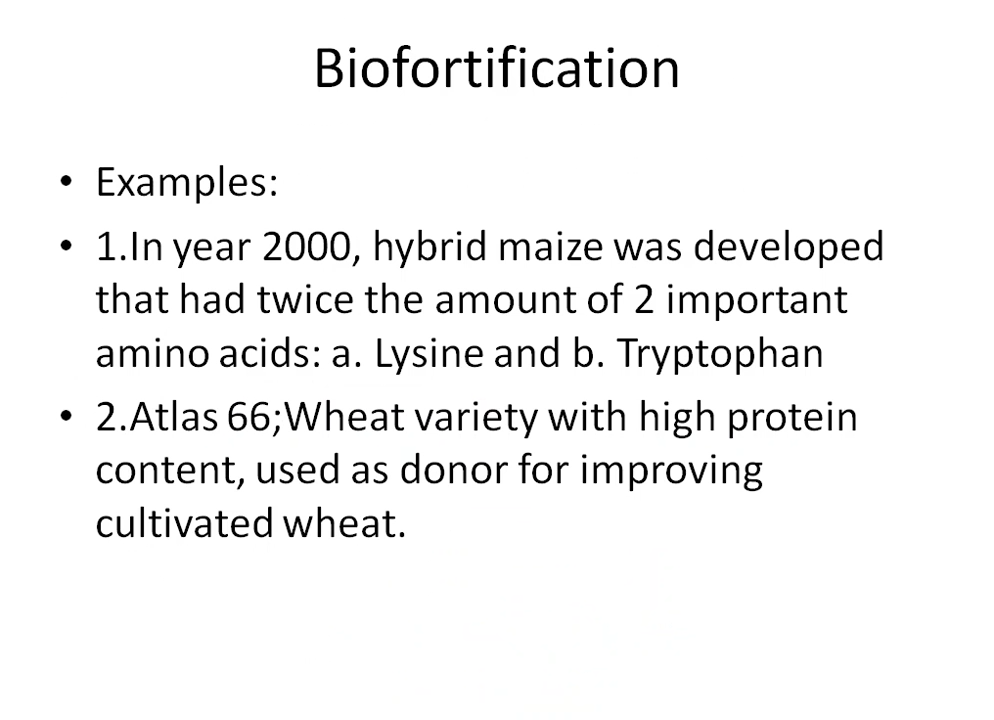 Biofortification
• Examples:
• 1.In year 2000, hybrid maize was developed
that had twice the amount of 2 important
amino acids: a. Lysine and b. Tryptophan
• 2.Atlas 66;Wheat variety with high protein
content, used as donor for improving
cultivated wheat.